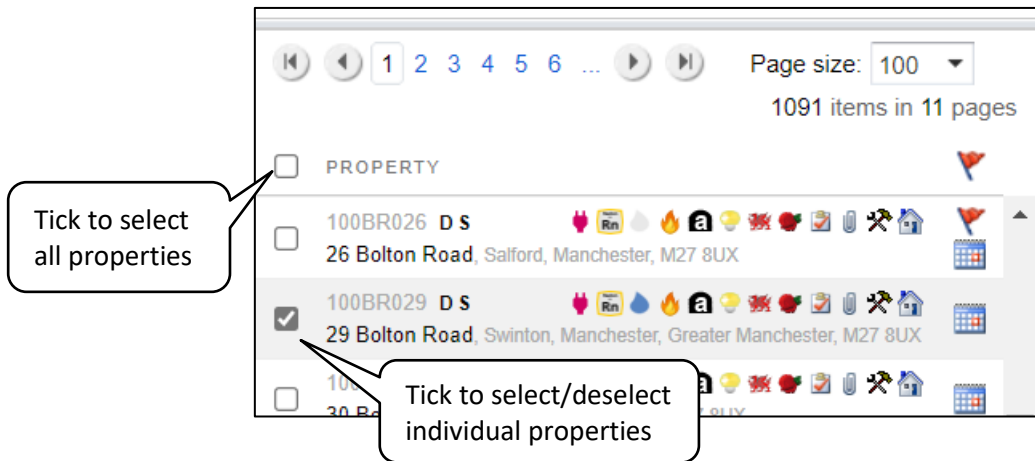 1 2 3 4 5 6 ... Page size: 100
1091 items in 11 pages
PROPERTY
Tick to select
all properties
100BR026 D S Rn a
26 Bolton Road, Salford, Manchester, M27 8UX
100BR029 D S Rn a
29 Bolton Road, Swinton, Manchester, Greater Manchester, M27 8UX
a
Tick to select/deselect
individual properties